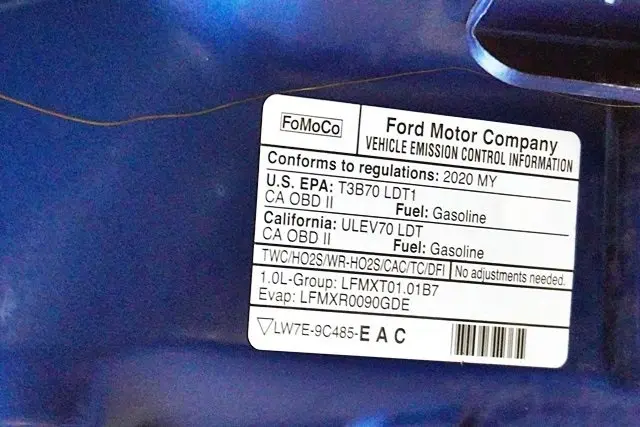 FoMoCo
Ford Motor Company
VEHICLE EMISSION CONTROL INFORMATION
Conforms to regulations: 2020 MY
U.S. EPA: T3B70 LDT1
CA OBD II Fuel: Gasoline
California: ULEV70 LDT
CA OBD II Fuel: Gasoline
TWC/HO2S/WR-HO2S/CAC/TC/DFI No adjustments needed.
1.0L-Group: LFMXT01.01B7
Evap: LFMXR0090GDE
▽LW7E-9C485-EAC